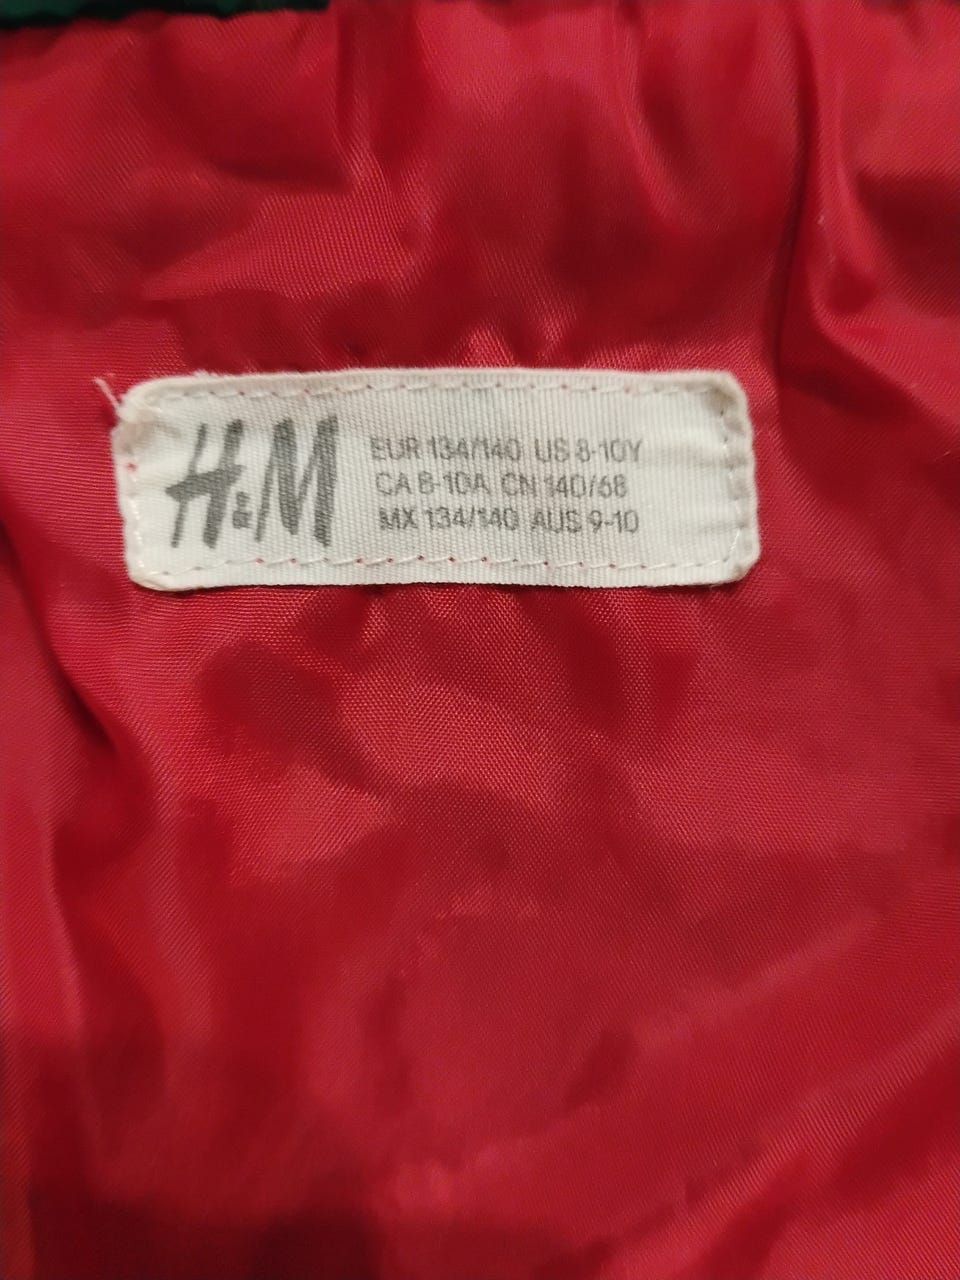 H&M
EUR 134/140 US 8-10Y
CA 8-10A CN 140/68
MX 134/140 AUS 9-10